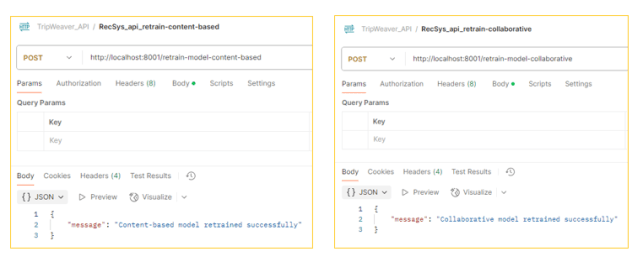 TripWeaver_API / RecSys_api_retrain-content-based
POST http://localhost:8001/retrain-model-content-based
Params Authorization Headers (8) Body Scripts Settings
Query Params
Key
Key
Body Cookies Headers (4) Test Results
{} JSON Preview Visualize
1 {
2 "message": "Content-based model retrained successfully"
3 }
TripWeaver_API / RecSys_api_retrain-collaborative
POST http://localhost:8001/retrain-model-collaborative
Params Authorization Headers (8) Body Scripts Settings
Query Params
Key
Key
Body Cookies Headers (4) Test Results
{} JSON Preview Visualize
1 {
2 "message": "Collaborative model retrained successfully"
3 }